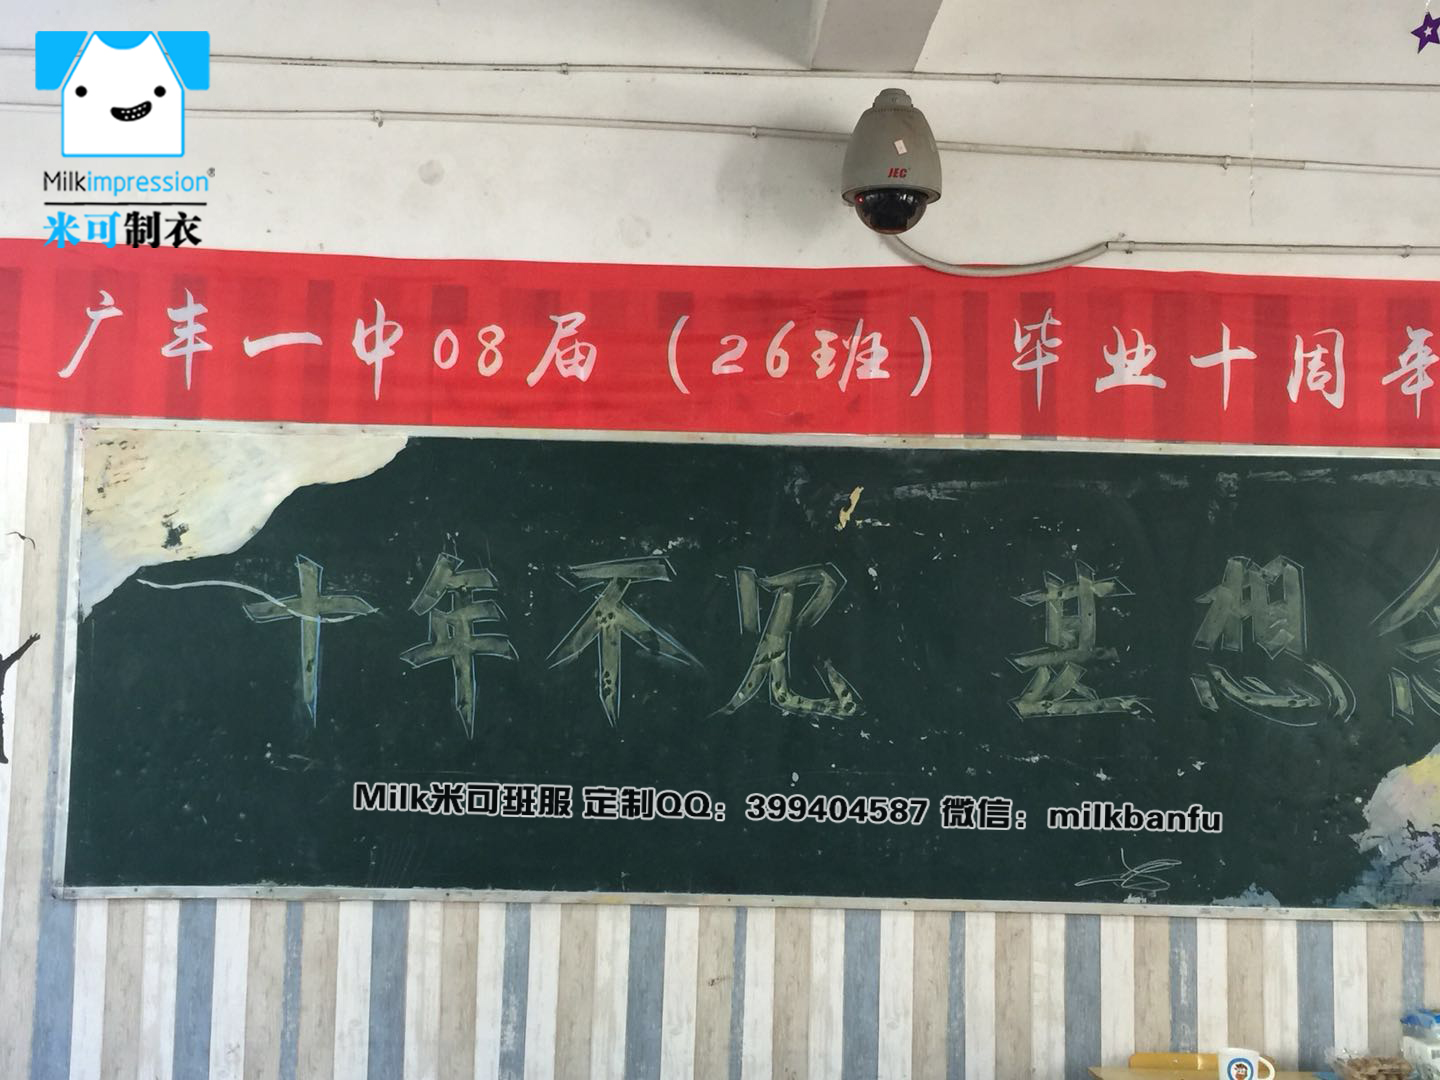 Milkimpression®
米可制衣
JEC
广丰一中08届（26班）毕业十周年
十年不见 共想
Milk米可班服 定制QQ：399404587 微信：milkbanfu